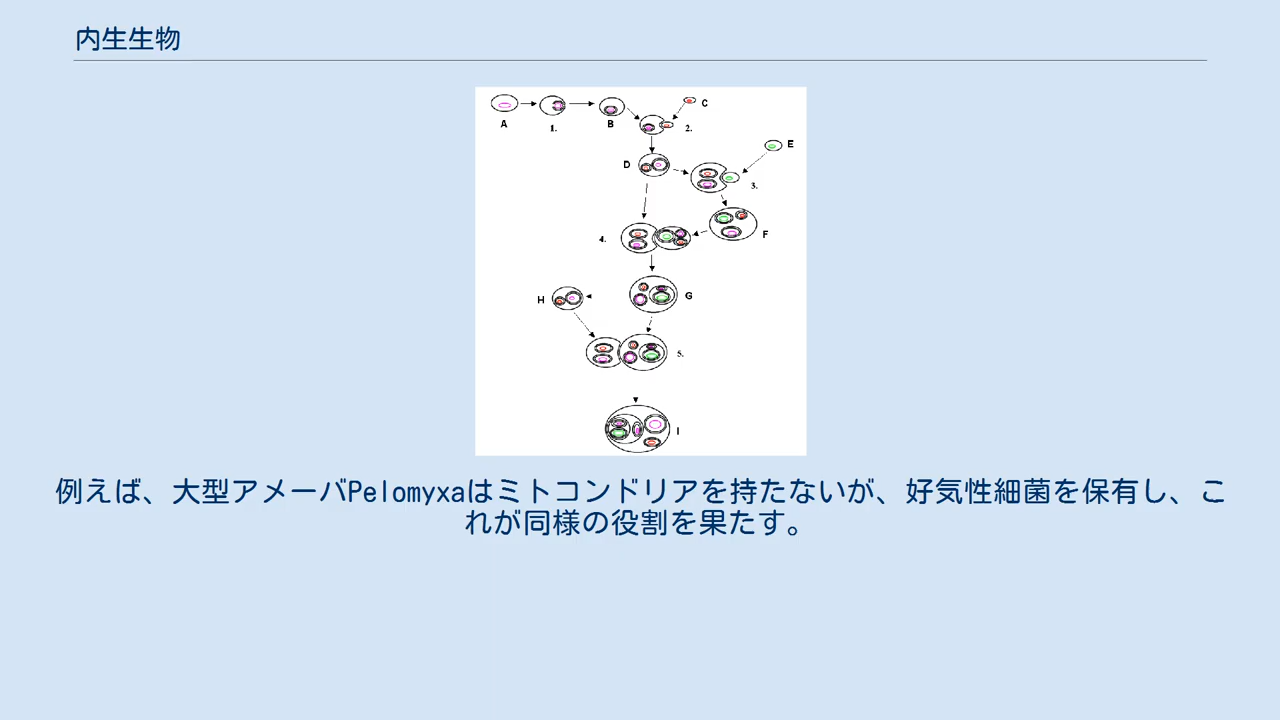 内生生物
A
1.
B
C
2.
D
E
3.
F
4.
G
H
5.
I
例えば、大型アメーバPelomyxaはミトコンドリアを持たないが、好気性細菌を保有し、こ
れが同様の役割を果たす。